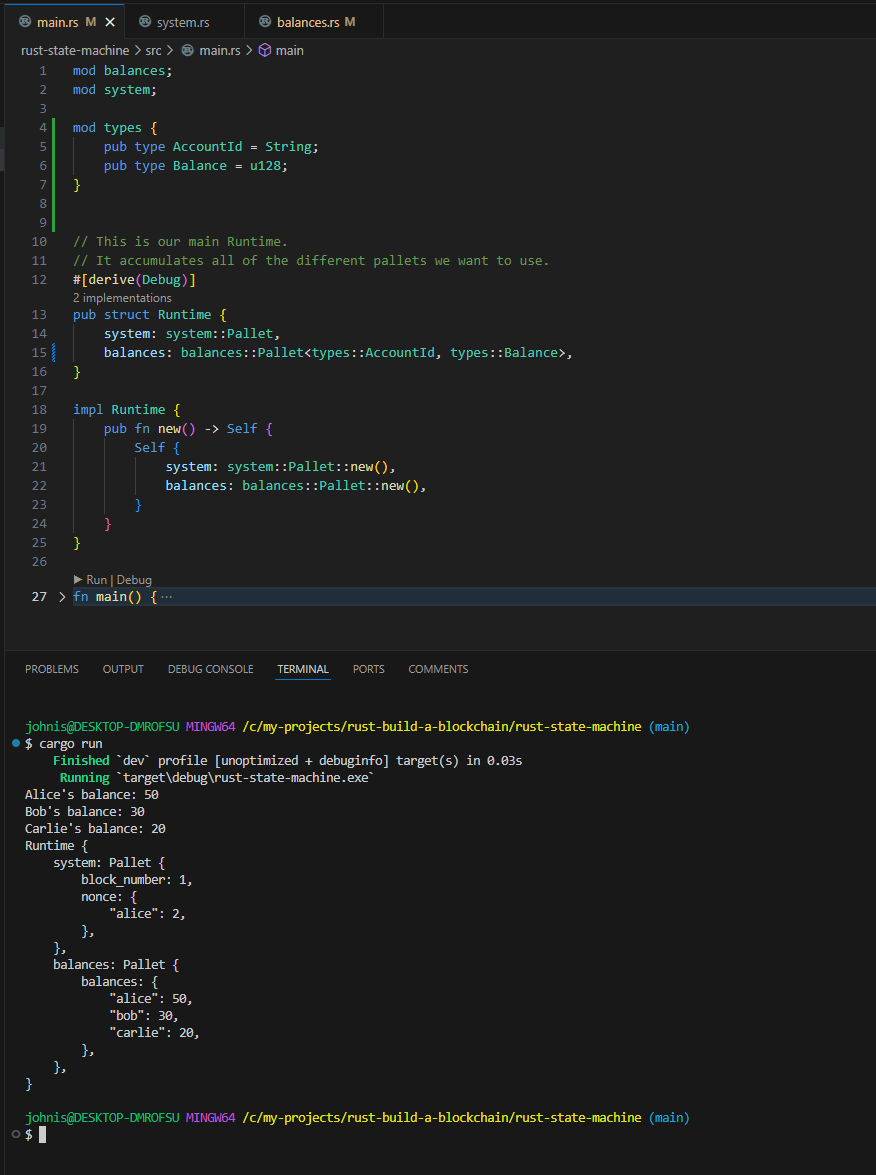 main.rs M system.rs balances.rs M
rust-state-machine > src > main.rs > main
1 mod balances;
2 mod system;
3
4 mod types {
5 pub type AccountId = String;
6 pub type Balance = u128;
7 }
8
9
10 // This is our main Runtime.
11 // It accumulates all of the different pallets we want to use.
12 #[derive(Debug)]
2 implementations
13 pub struct Runtime {
14 system: system::Pallet,
15 balances: balances::Pallet<types::AccountId, types::Balance>,
16 }
17
18 impl Runtime {
19 pub fn new() -> Self {
20 Self {
21 system: system::Pallet::new(),
22 balances: balances::Pallet::new(),
23 }
24 }
25 }
26
Run | Debug
27 > fn main() { ···
PROBLEMS OUTPUT DEBUG CONSOLE TERMINAL PORTS COMMENTS
johnis@DESKTOP-DMROFSU MINGW64 /c/my-projects/rust-build-a-blockchain/rust-state-machine (main)
$ cargo run
Finished `dev` profile [unoptimized + debuginfo] target(s) in 0.03s
Running `target\debug\rust-state-machine.exe`
Alice's balance: 50
Bob's balance: 30
Carlie's balance: 20
Runtime {
system: Pallet {
block_number: 1,
nonce: {
"alice": 2,
},
},
balances: Pallet {
balances: {
"alice": 50,
"bob": 30,
"carlie": 20,
},
},
}
johnis@DESKTOP-DMROFSU MINGW64 /c/my-projects/rust-build-a-blockchain/rust-state-machine (main)
$